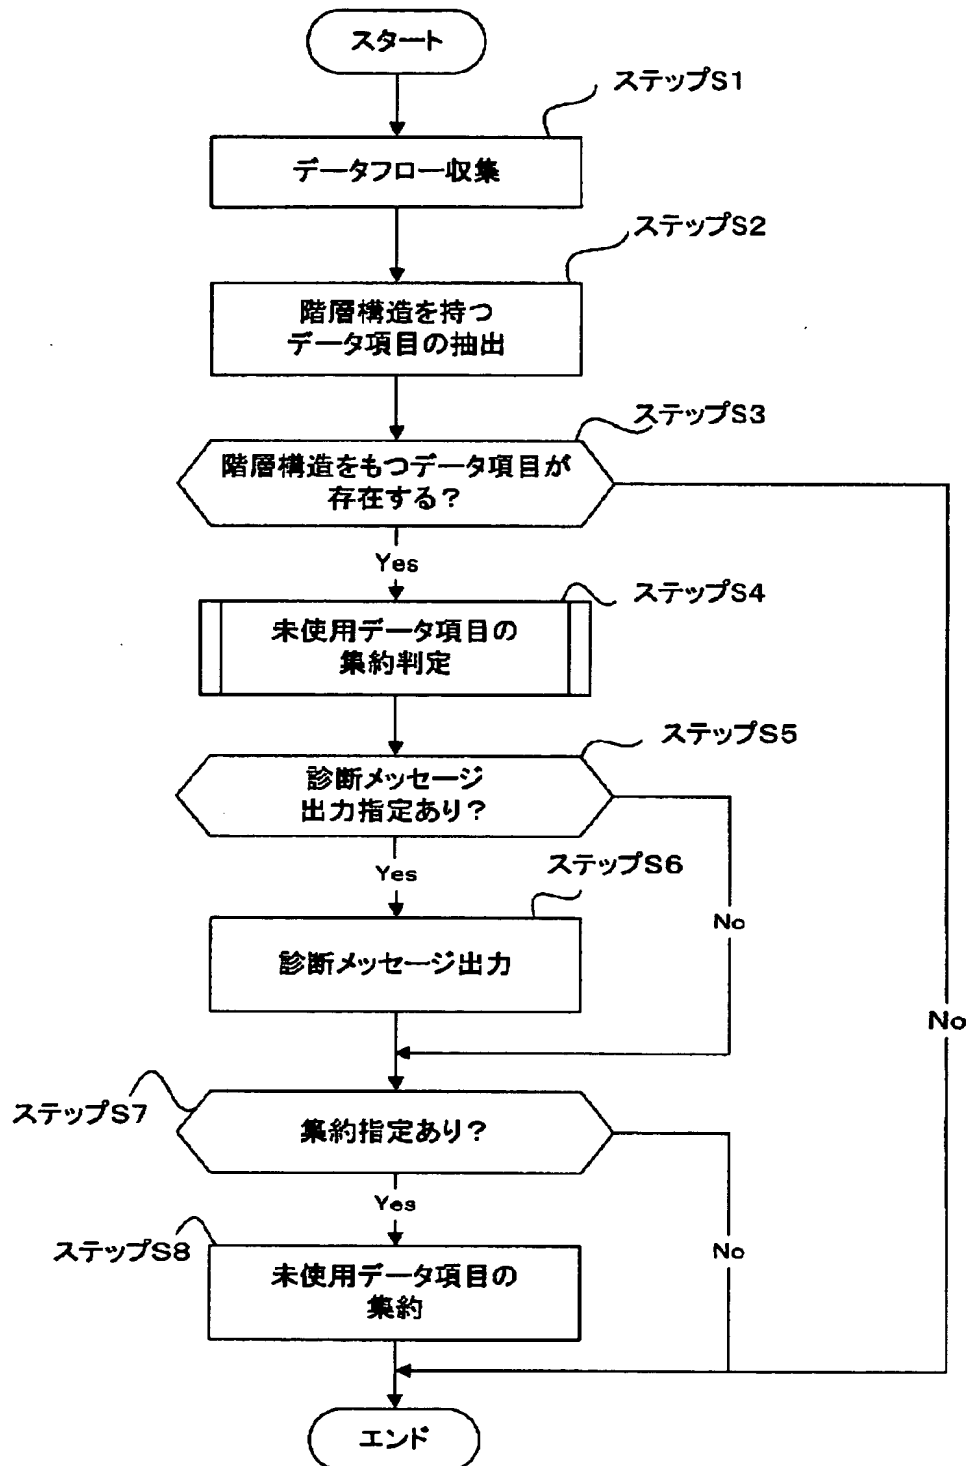 スタート
ステップS1
データフロー収集
ステップS2
階層構造を持つ
データ項目の抽出
ステップS3
階層構造をもつデータ項目が
存在する?
Yes
ステップS4
未使用データ項目の
集約判定
ステップS5
診断メッセージ
出力指定あり?
Yes
ステップS6
No
診断メッセージ出力
No
ステップS7
集約指定あり?
Yes
ステップS8
No
未使用データ項目の
集約
エンド